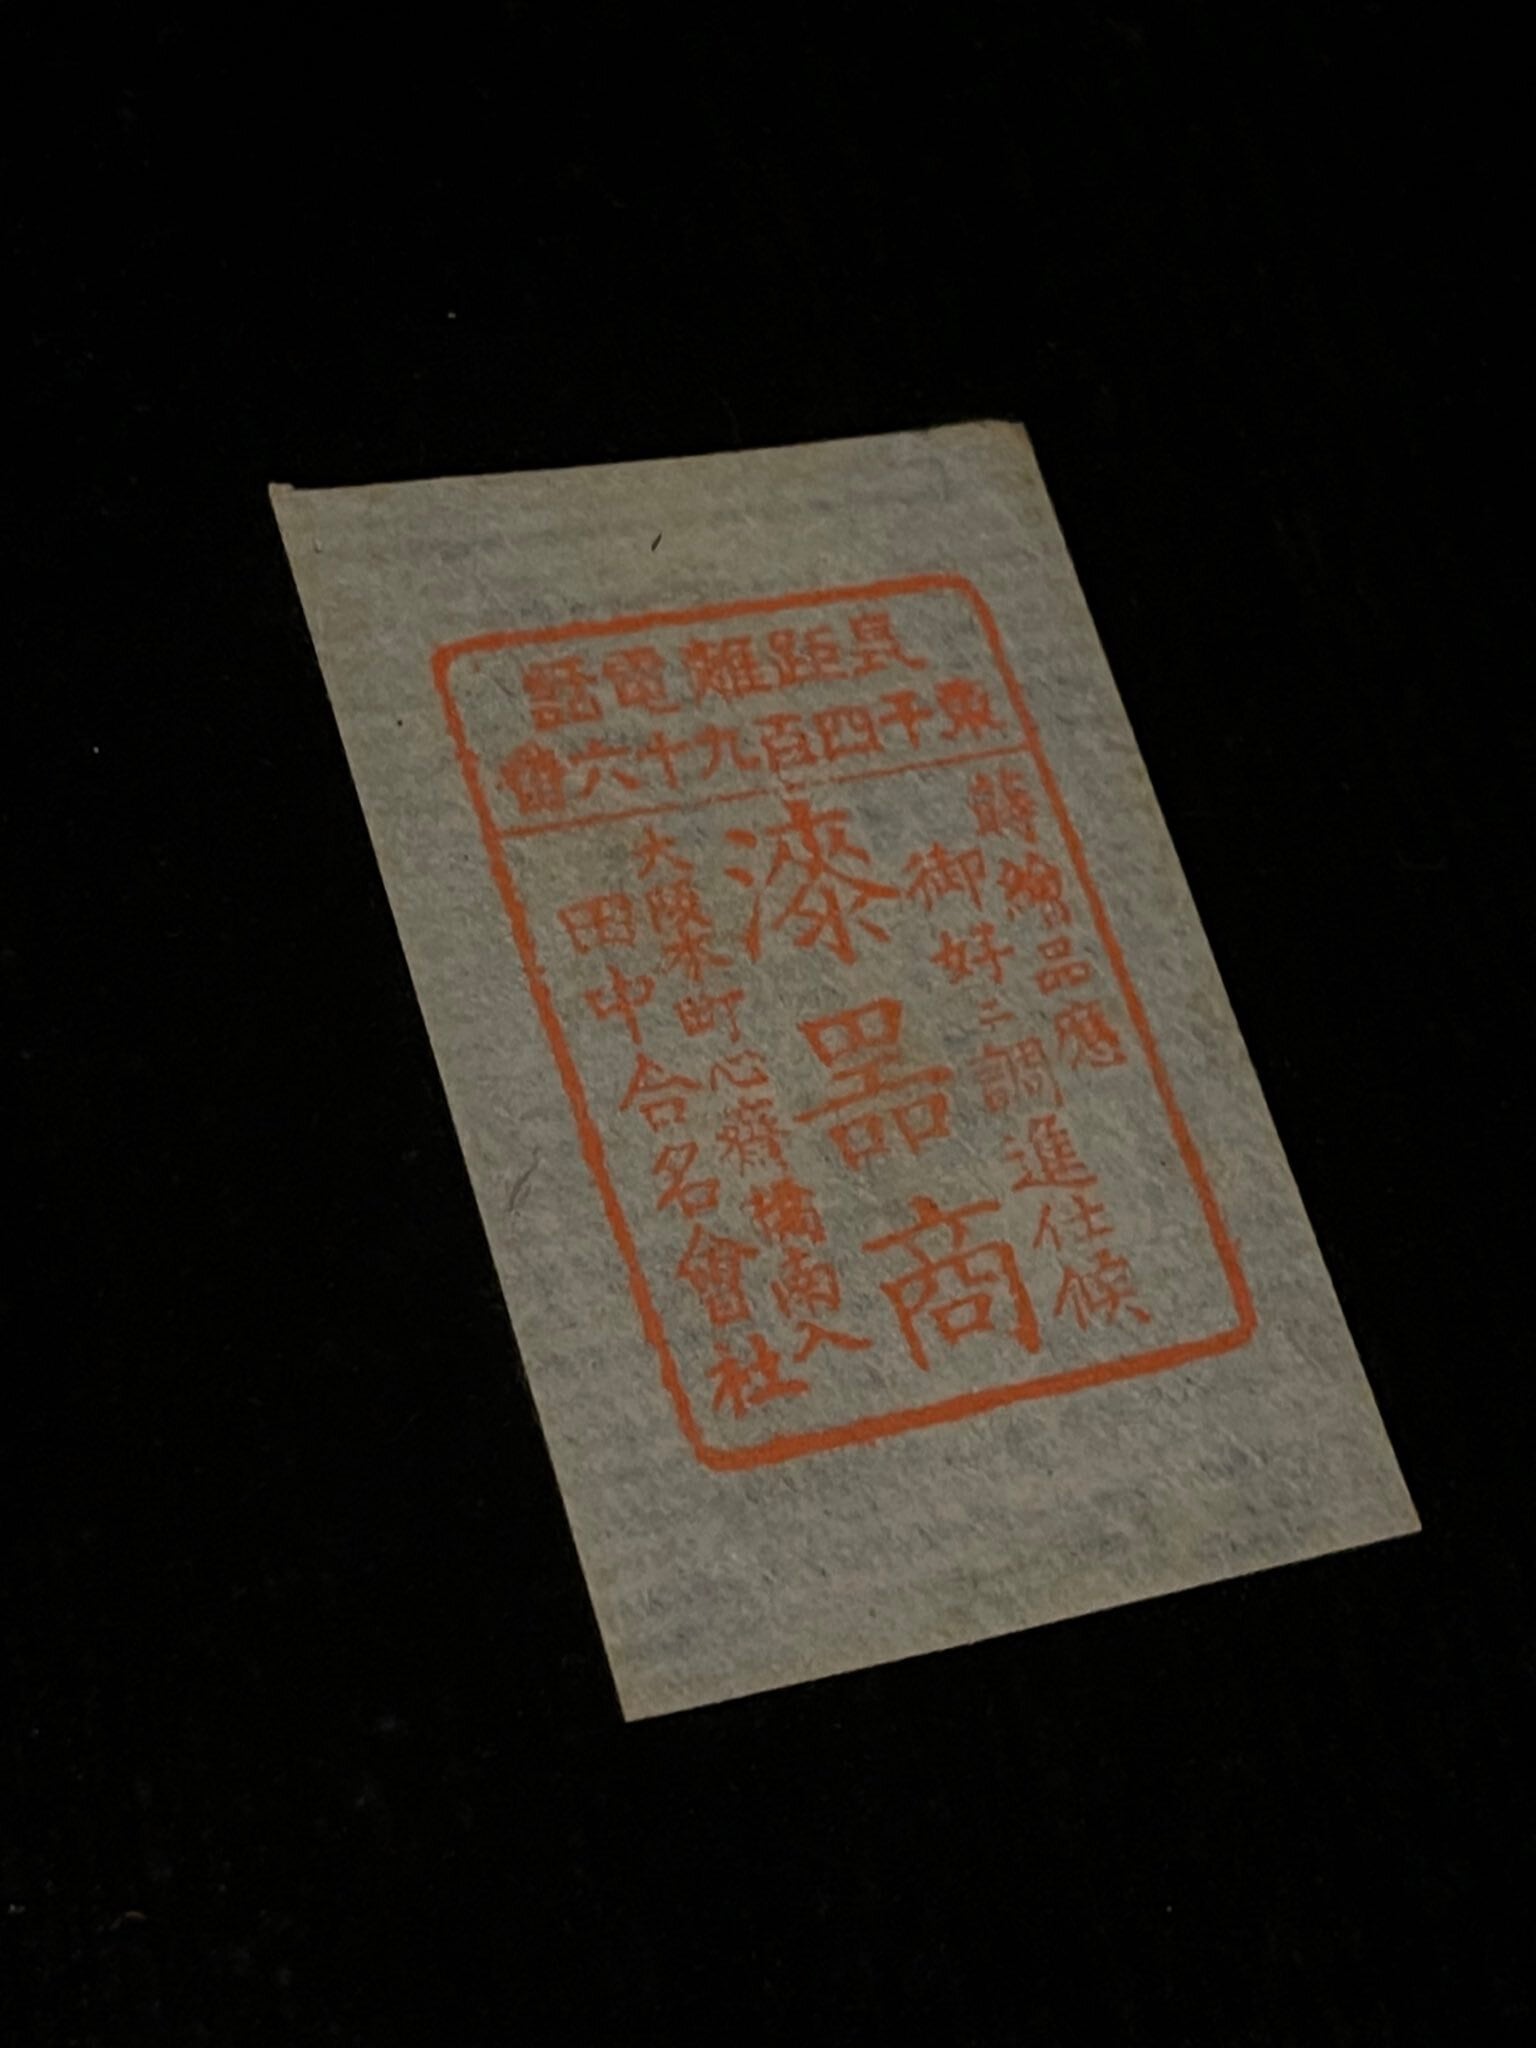 長距離電話
東千四百九十六番
蒔繪品應
御好ニ調進仕候
漆噐商
大阪本町心齋橋南入
田中合名會社